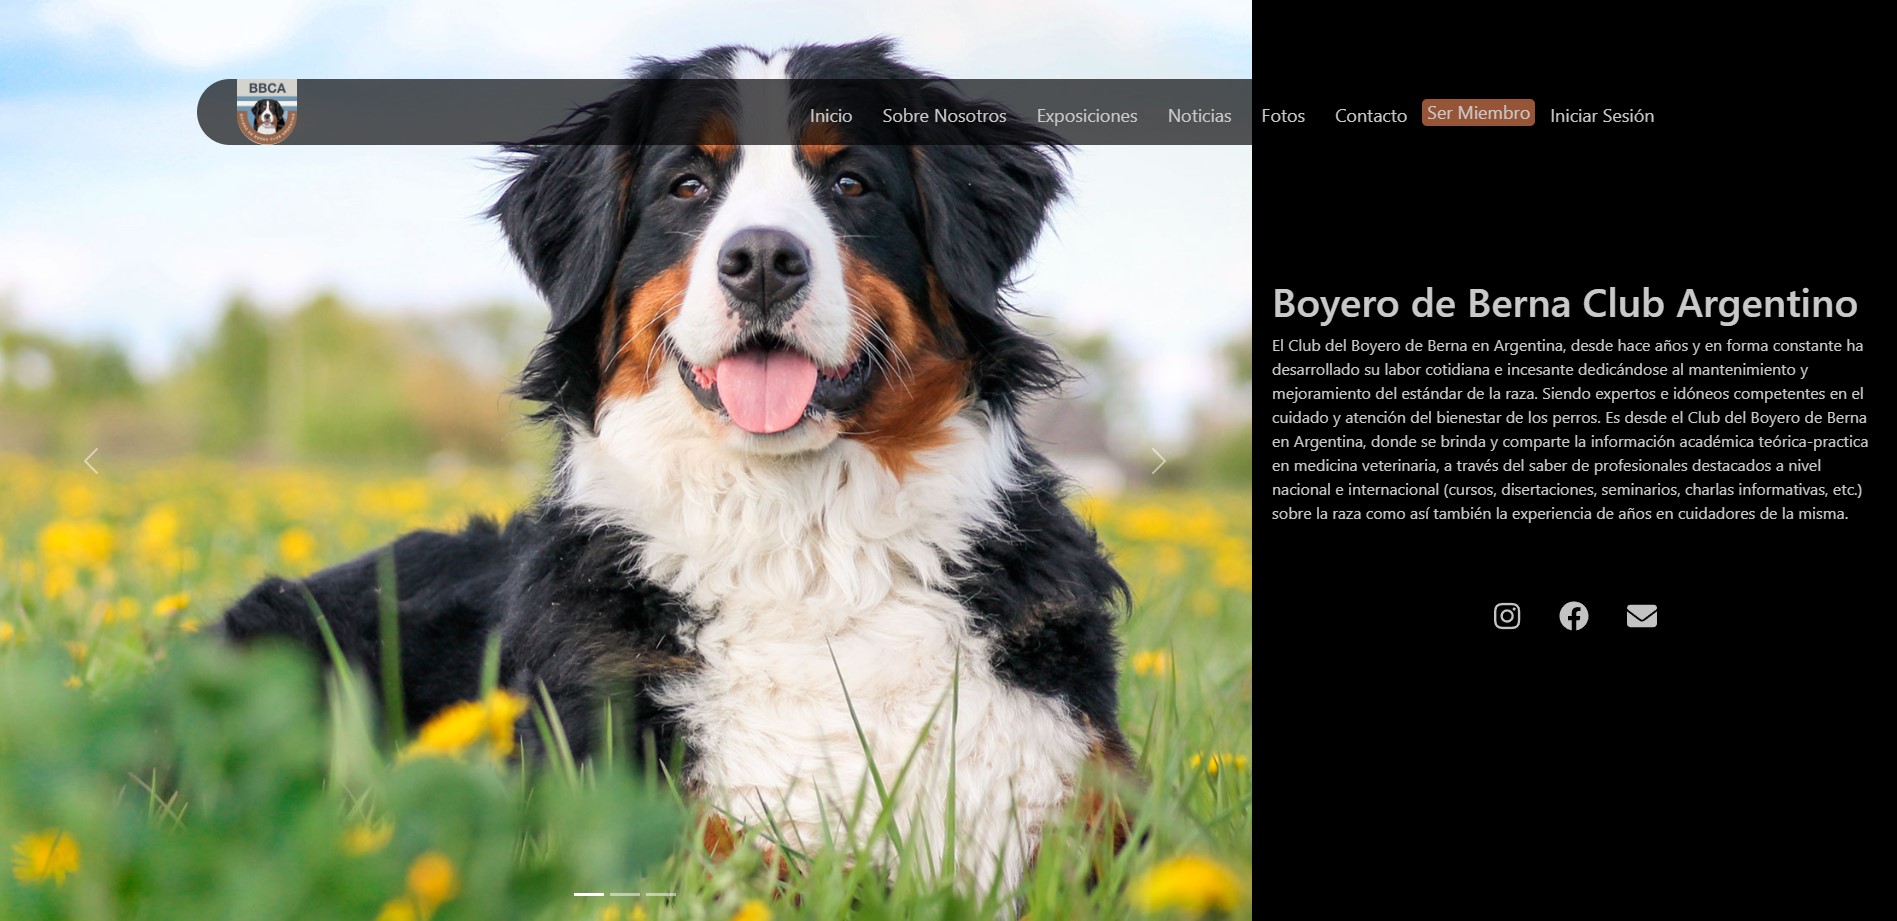 BBCA
Inicio Sobre Nosotros Exposiciones Noticias Fotos Contacto Ser Miembro Iniciar Sesión
Boyero de Berna Club Argentino
El Club del Boyero de Berna en Argentina, desde hace años y en forma constante ha
desarrollado su labor cotidiana e incesante dedicándose al mantenimiento y
mejoramiento del estándar de la raza. Siendo expertos e idóneos competentes en el
cuidado y atención del bienestar de los perros. Es desde el Club del Boyero de Berna
en Argentina, donde se brinda y comparte la información académica teórica-practica
en medicina veterinaria, a través del saber de profesionales destacados a nivel
nacional e internacional (cursos, disertaciones, seminarios, charlas informativas, etc.)
sobre la raza como así también la experiencia de años en cuidadores de la misma.